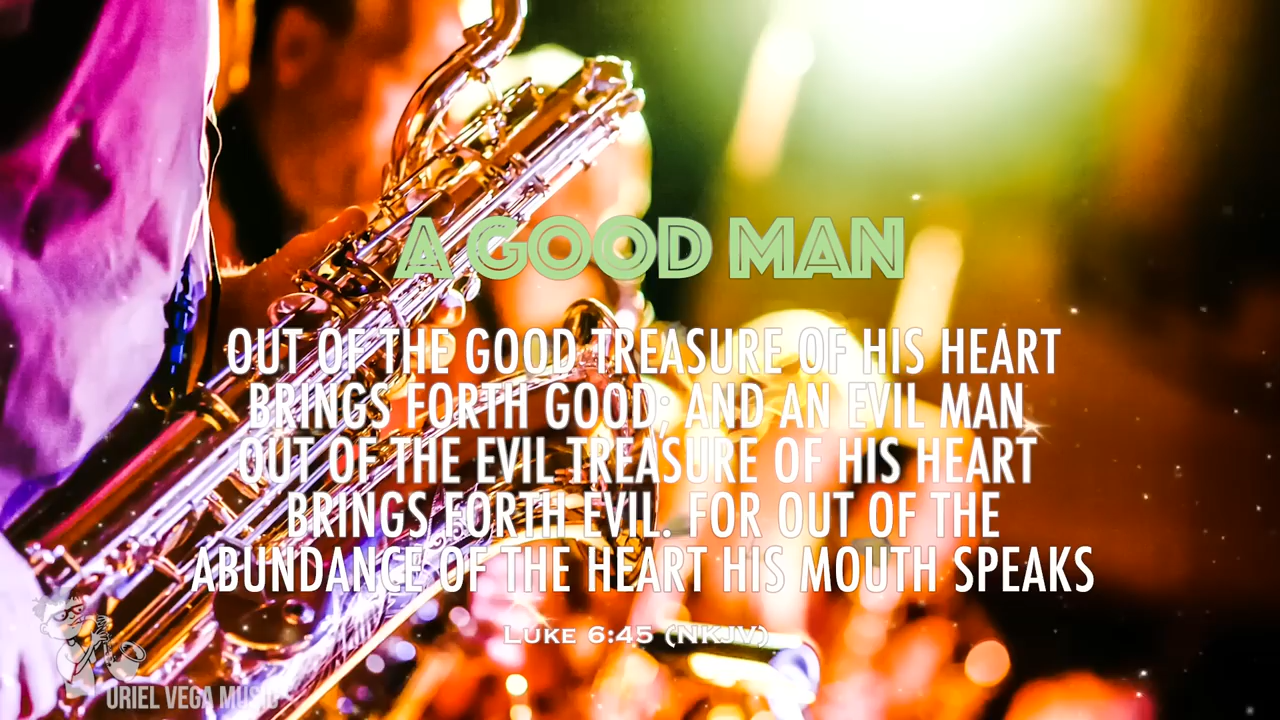 A GOOD MAN
OUT OF THE GOOD TREASURE OF HIS HEART
BRINGS FORTH GOOD; AND AN EVIL MAN
OUT OF THE EVIL TREASURE OF HIS HEART
BRINGS FORTH EVIL. FOR OUT OF THE
ABUNDANCE OF THE HEART HIS MOUTH SPEAKS
LUKE 6:45 (NKJV)
URIEL VEGA MUSIC